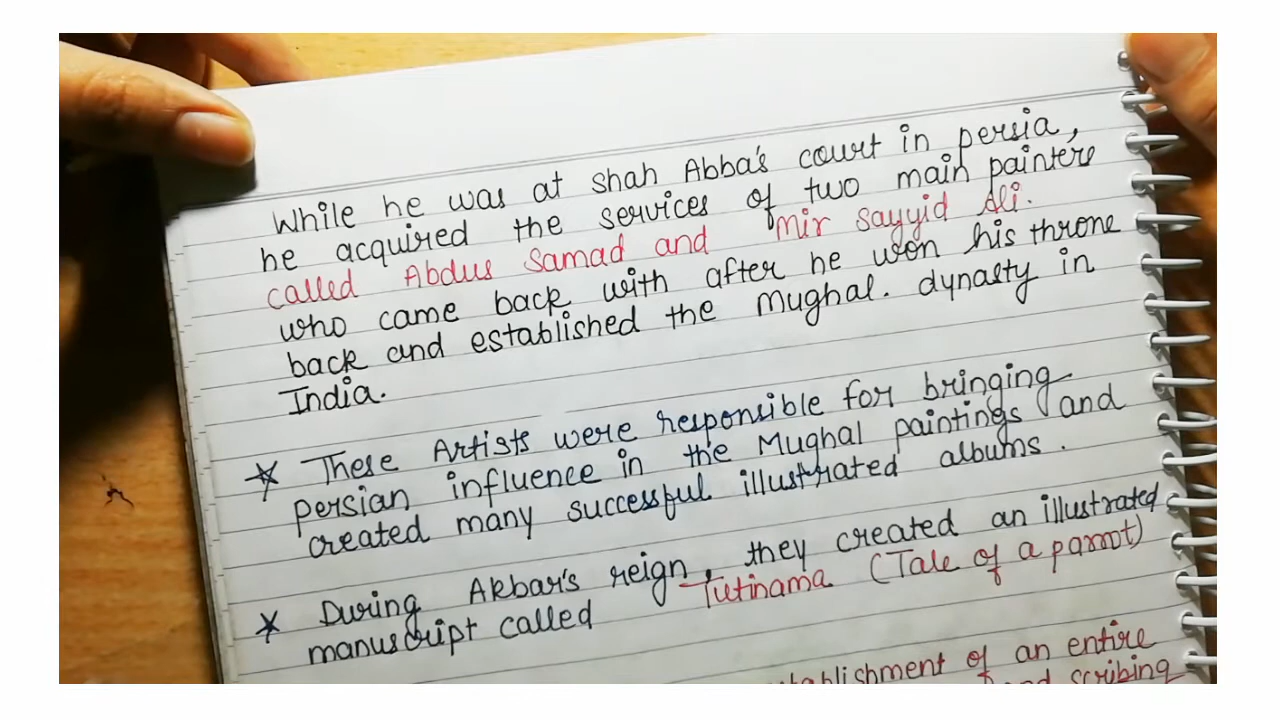 While he was at Shah Abba's court in persia,
he acquired the services of two main painters
called Abdus Samad and Mir Sayyid Ali.
who came back with after he won his throne
back and established the Mughal. dynasty in
India.
* These Artists were responsible for bringing
persian influence in the Mughal paintings and
created many successful illustrated albums.
* During Akbar's reign, they created an illustrated
manuscript called Tutinama (Tale of a parrot)
of an entire
scribing